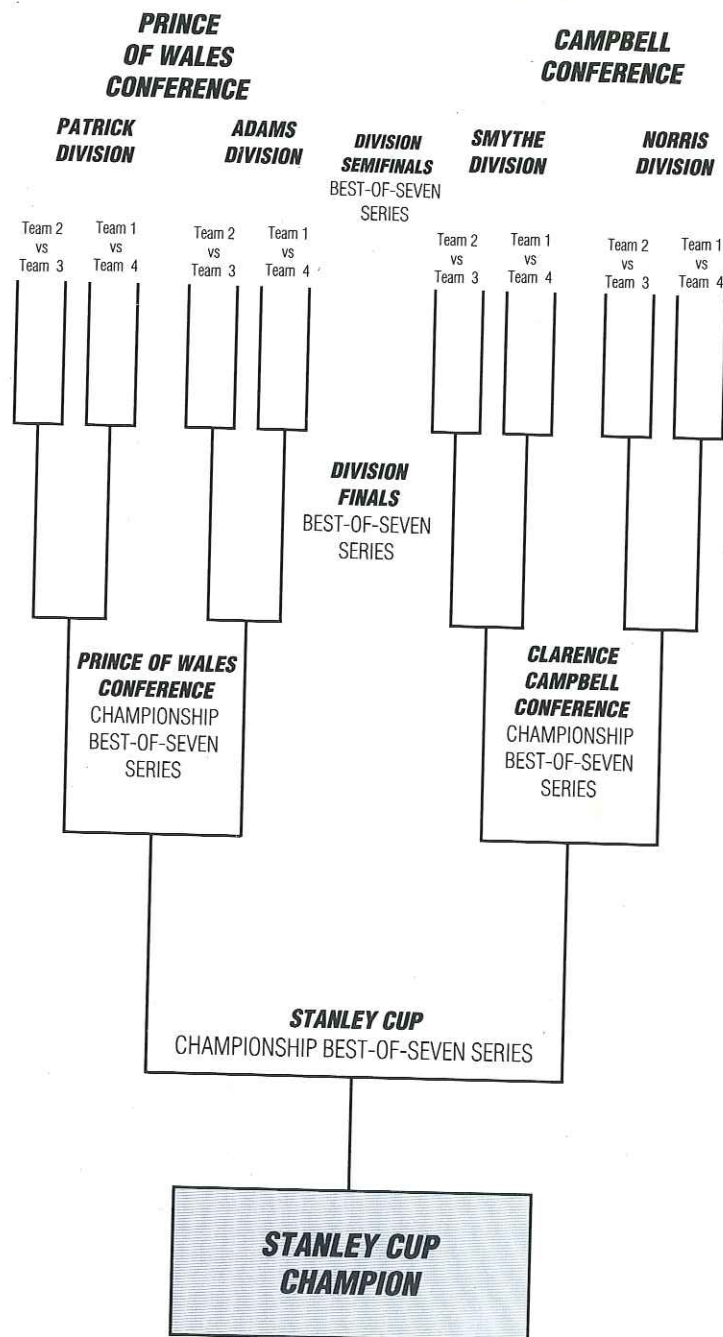 PRINCE
OF WALES
CONFERENCE
CAMPBELL
CONFERENCE
PATRICK
DIVISION
ADAMS
DIVISION
DIVISION
SEMIFINALS
BEST-OF-SEVEN
SERIES
SMYTHE
DIVISION
NORRIS
DIVISION
Team 2
vs
Team 3
Team 1
vs
Team 4
Team 2
vs
Team 3
Team 1
vs
Team 4
Team 2
vs
Team 3
Team 1
vs
Team 4
Team 2
vs
Team 3
Team 1
vs
Team 4
DIVISION
FINALS
BEST-OF-SEVEN
SERIES
PRINCE OF WALES
CONFERENCE
CHAMPIONSHIP
BEST-OF-SEVEN
SERIES
CLARENCE
CAMPBELL
CONFERENCE
CHAMPIONSHIP
BEST-OF-SEVEN
SERIES
STANLEY CUP
CHAMPIONSHIP BEST-OF-SEVEN SERIES
STANLEY CUP
CHAMPION